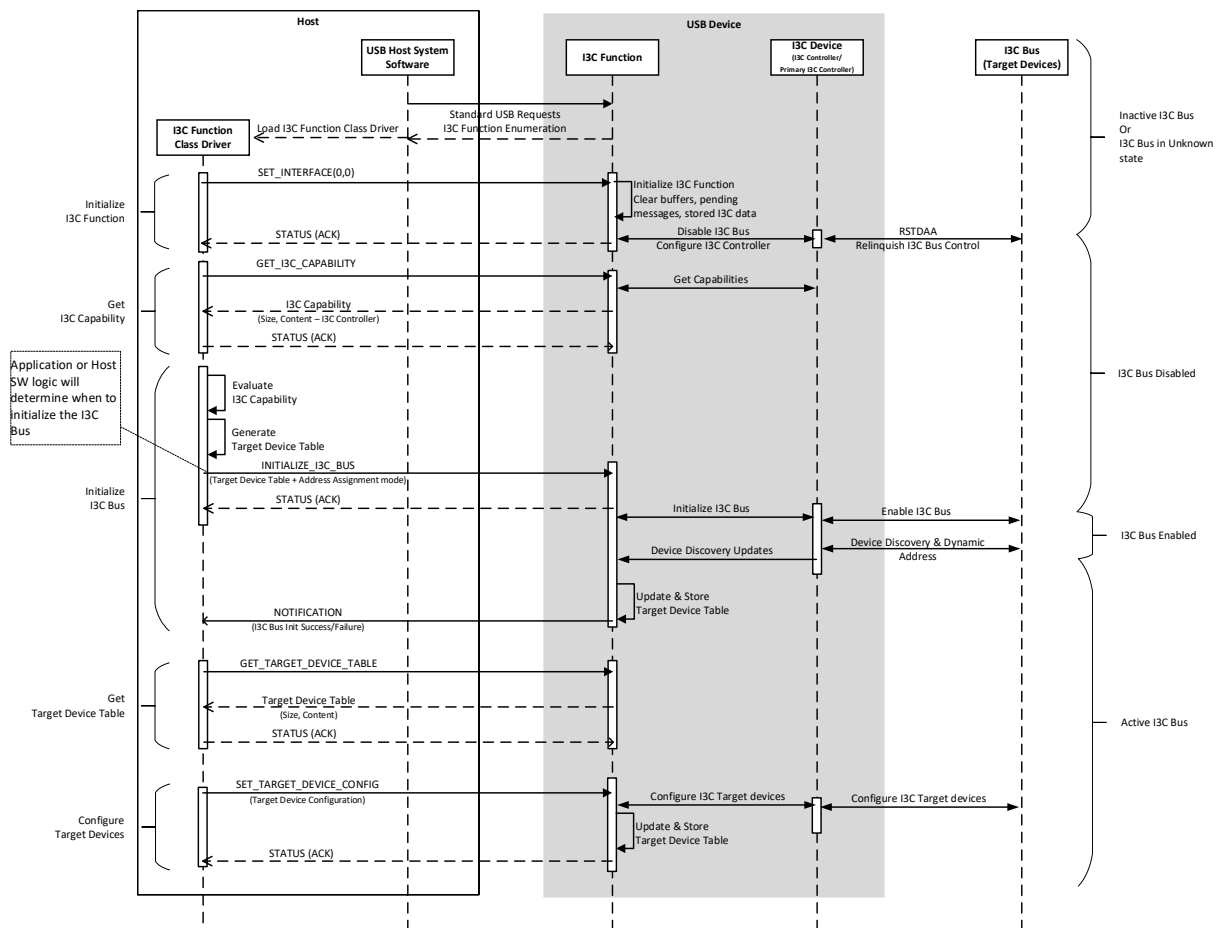 Host
USB Device
USB Host System
Software
I3C Function
I3C Device
(I3C Controller/
Primary I3C Controller)
I3C Bus
(Target Devices)
Inactive I3C Bus
Or
I3C Bus in Unknown
state
Standard USB Requests
I3C Function Enumeration
Load I3C Function Class Driver
I3C Function
Class Driver
Initialize
I3C Function
SET_INTERFACE(0,0)
Initialize I3C Function
Clear buffers, pending
messages, stored I3C data
STATUS (ACK)
Disable I3C Bus
Configure I3C Controller
RSTDAA
Relinquish I3C Bus Control
Get
I3C Capability
GET_I3C_CAPABILITY
Get Capabilities
I3C Capability
(Size, Content – I3C Controller)
STATUS (ACK)
I3C Bus Disabled
Application or Host
SW logic will
determine when to
initialize the I3C
Bus
Evaluate
I3C Capability
Generate
Target Device Table
Initialize
I3C Bus
INITIALIZE_I3C_BUS
(Target Device Table + Address Assignment mode)
STATUS (ACK)
Initialize I3C Bus
Enable I3C Bus
I3C Bus Enabled
Device Discovery Updates
Device Discovery & Dynamic
Address
Update & Store
Target Device Table
NOTIFICATION
(I3C Bus Init Success/Failure)
Get
Target Device Table
GET_TARGET_DEVICE_TABLE
Target Device Table
(Size, Content)
STATUS (ACK)
Active I3C Bus
Configure
Target Devices
SET_TARGET_DEVICE_CONFIG
(Target Device Configuration)
Configure I3C Target devices
Configure I3C Target devices
Update & Store
Target Device Table
STATUS (ACK)